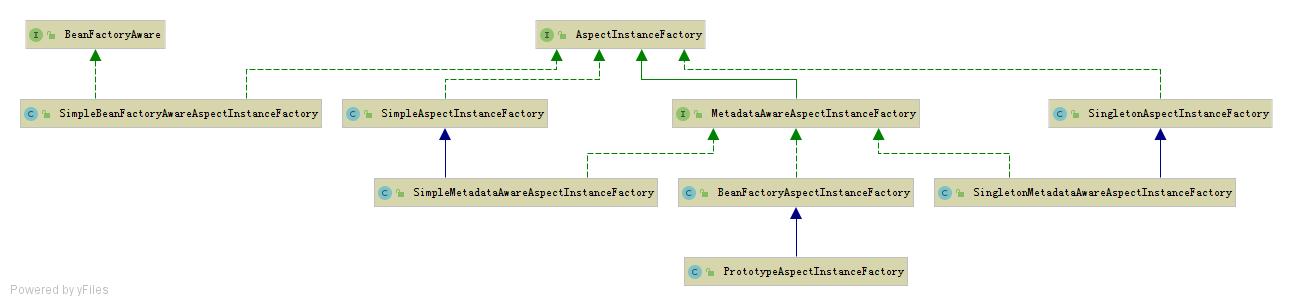 I BeanFactoryAware
I AspectInstanceFactory
C SimpleBeanFactoryAwareAspectInstanceFactory
C SimpleAspectInstanceFactory
I MetadataAwareAspectInstanceFactory
C SingletonAspectInstanceFactory
C SimpleMetadataAwareAspectInstanceFactory
C BeanFactoryAspectInstanceFactory
C SingletonMetadataAwareAspectInstanceFactory
C PrototypeAspectInstanceFactory
Powered by yFiles